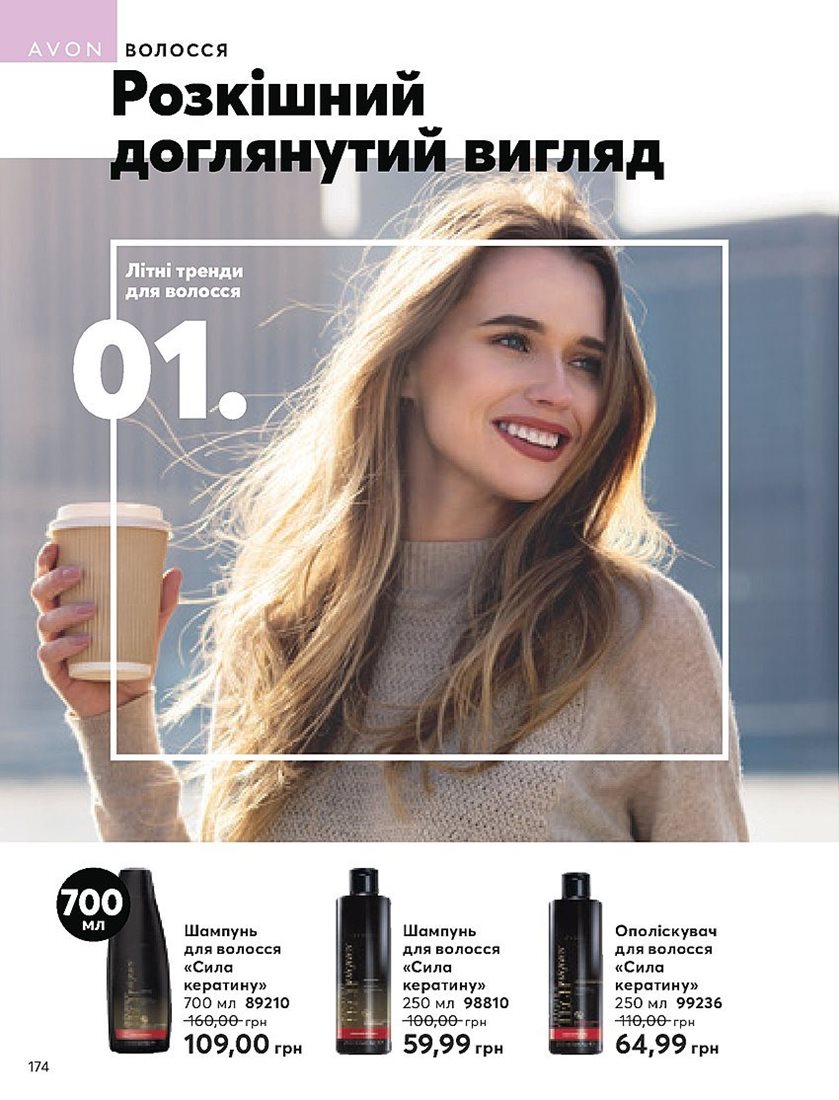 AVON ВОЛОССЯ
Розкішний
доглянутий вигляд
Літні тренди
для волосся
01.
700
МЛ
Шампунь
для волосся
«Сила
кератину»
700 мл 89210
160,00 грн
109,00 грн
Шампунь
для волосся
«Сила
кератину»
250 мл 98810
100,00 грн
59,99 грн
Ополіскувач
для волосся
«Сила
кератину»
250 мл 99236
110,00 грн
64,99 грн
174